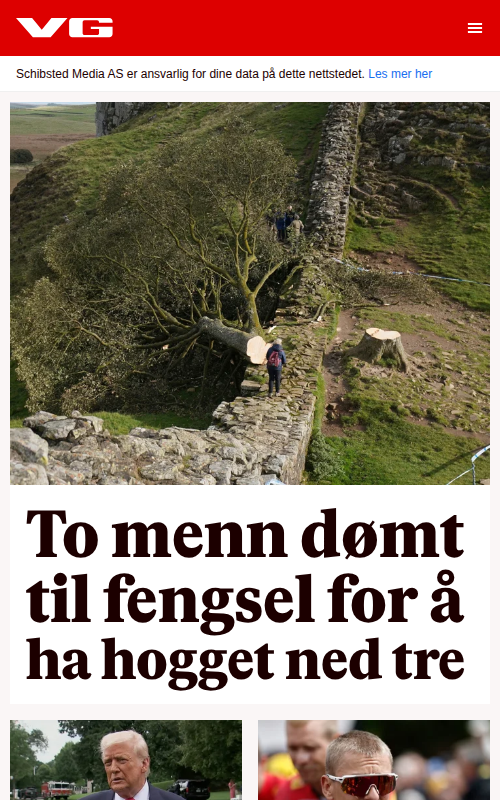 VG
Schibsted Media AS er ansvarlig for dine data på dette nettstedet. Les mer her
To menn dømt
til fengsel for å
ha hogget ned tre